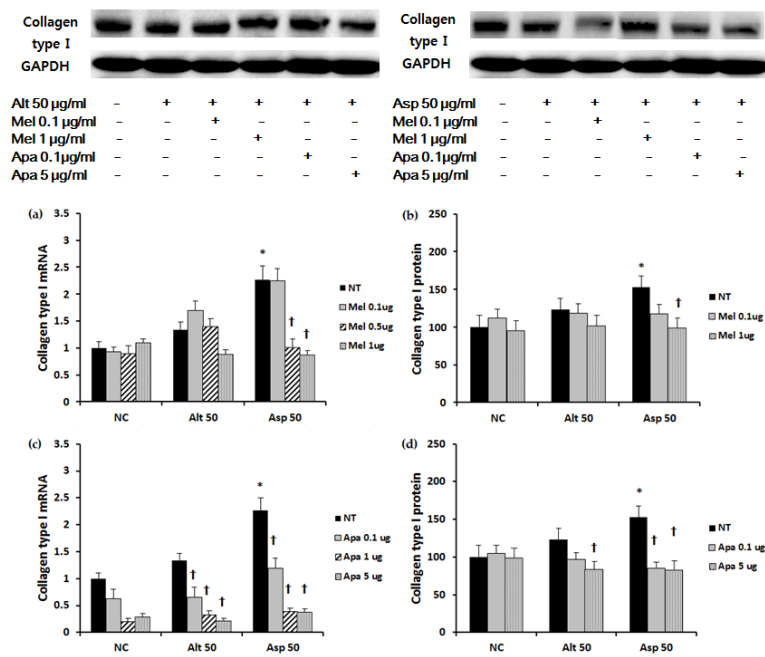 Collagen
type I
GAPDH
Alt 50 µg/ml – + + + + +
Mel 0.1 µg/ml – – + – – –
Mel 1 µg/ml – – – + – –
Apa 0.1µg/ml – – – – + –
Apa 5 µg/ml – – – – – +
Collagen
type I
GAPDH
Asp 50 µg/ml – + + + + +
Mel 0.1 µg/ml – – + – – –
Mel 1 µg/ml – – – + – –
Apa 0.1µg/ml – – – – + –
Apa 5 µg/ml – – – – – +
(a)
Collagen type I mRNA
3.5
3
2.5
2
1.5
1
0.5
0
*
† †
NC Alt 50 Asp 50
NT
Mel 0.1ug
Mel 0.5ug
Mel 1ug
(b)
Collagen type I protein
250
200
150
100
50
0
*
†
NC Alt 50 Asp 50
NT
Mel 0.1ug
Mel 1ug
(c)
Collagen type I mRNA
3.5
3
2.5
2
1.5
1
0.5
0
† † †
*
† † †
NC Alt 50 Asp 50
NT
Apa 0.1 ug
Apa 1 ug
Apa 5 ug
(d)
Collagen type I protein
250
200
150
100
50
0
†
*
† †
NC Alt 50 Asp 50
NT
Apa 0.1 ug
Apa 5 ug